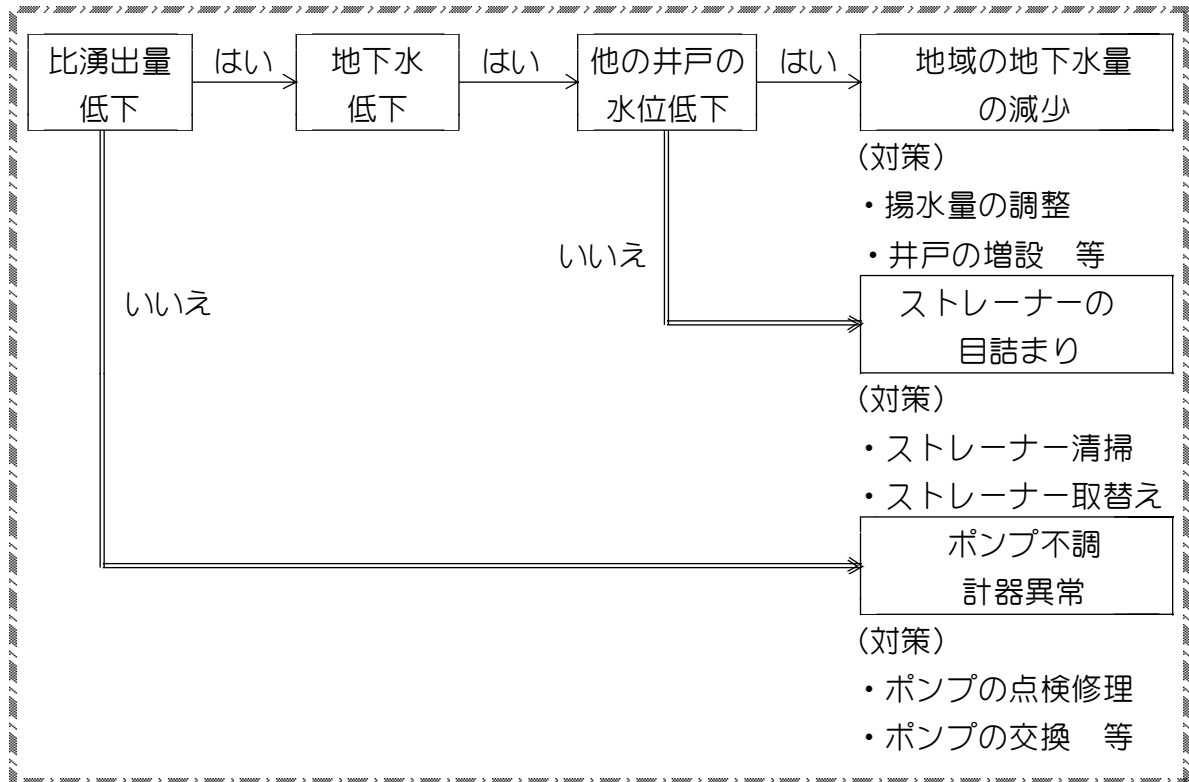 比湧出量
低下
はい
地下水
低下
はい
他の井戸の
水位低下
はい
地域の地下水量
の減少
（対策）
・揚水量の調整
・井戸の増設　等
いいえ
いいえ
ストレーナーの
目詰まり
（対策）
・ストレーナー清掃
・ストレーナー取替え
ポンプ不調
計器異常
（対策）
・ポンプの点検修理
・ポンプの交換　等